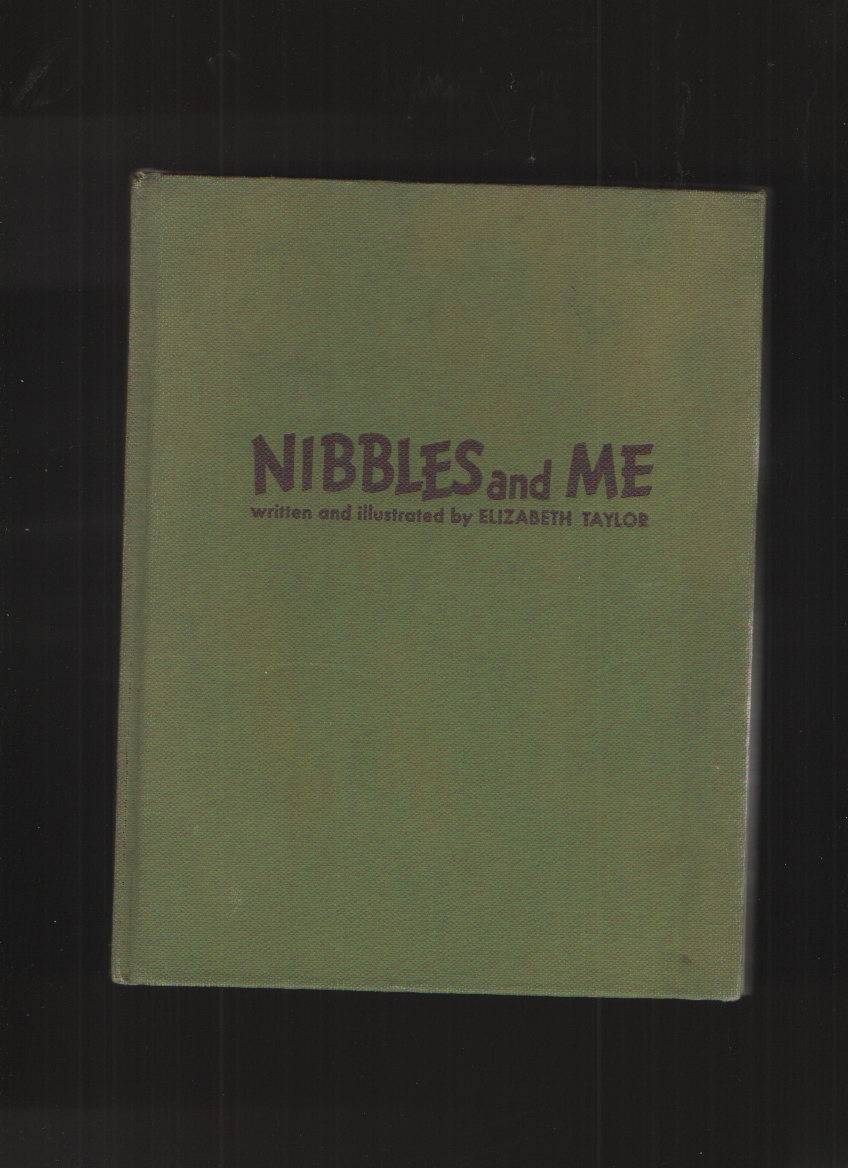 NIBBLES and ME
written and illustrated by ELIZABETH TAYLOR